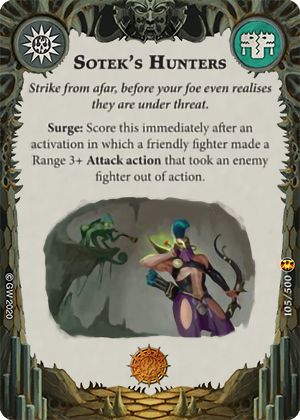 Sotek's Hunters
Strike from afar, before your foe even realises
they are under threat.
Surge: Score this immediately after an
activation in which a friendly fighter made a
Range 3+ Attack action that took an enemy
fighter out of action.
© GW 2020
105/500